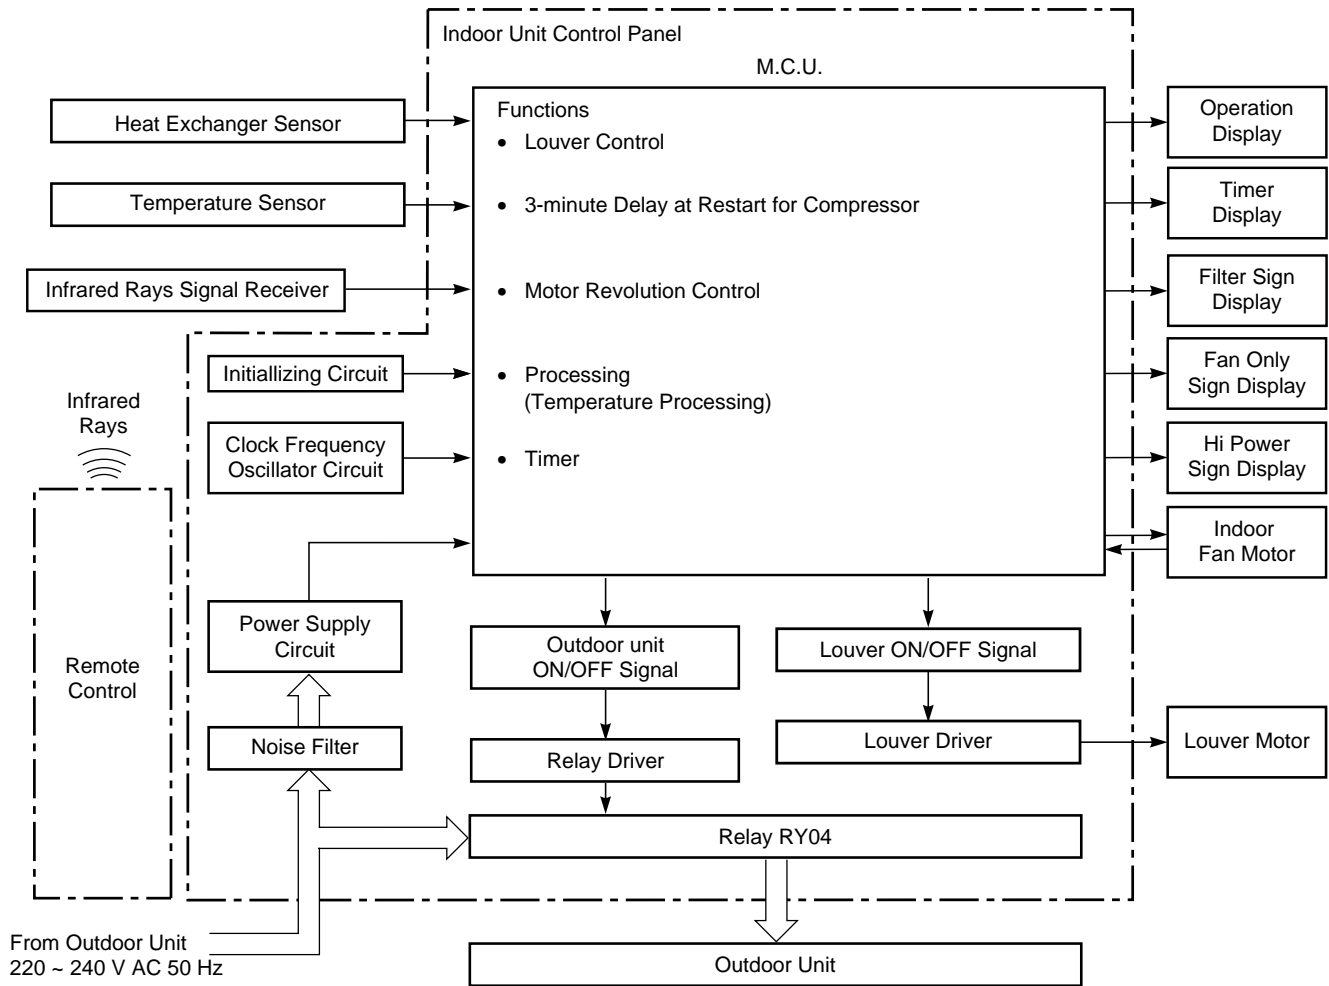 Indoor Unit Control Panel
M.C.U.
Heat Exchanger Sensor
Temperature Sensor
Infrared Rays Signal Receiver
Initiallizing Circuit
Clock Frequency
Oscillator Circuit
Infrared
Rays
Remote
Control
Power Supply
Circuit
Noise Filter
From Outdoor Unit
220 ~ 240 V AC 50 Hz
Functions
• Louver Control
• 3-minute Delay at Restart for Compressor
• Motor Revolution Control
• Processing
(Temperature Processing)
• Timer
Outdoor unit
ON/OFF Signal
Relay Driver
Louver ON/OFF Signal
Louver Driver
Relay RY04
Outdoor Unit
Operation
Display
Timer
Display
Filter Sign
Display
Fan Only
Sign Display
Hi Power
Sign Display
Indoor
Fan Motor
Louver Motor